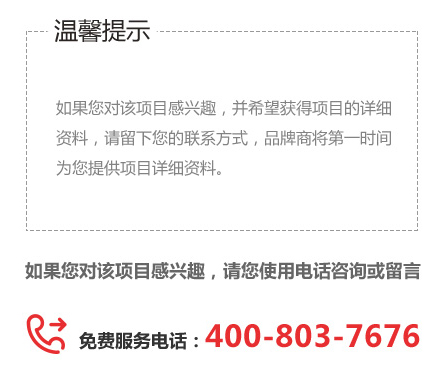 温馨提示
如果您对该项目感兴趣，并希望获得项目的详细
资料，请留下您的联系方式，品牌商将第一时间
为您提供项目详细资料。
如果您对该项目感兴趣，请您使用电话咨询或留言
免费服务电话：400-803-7676